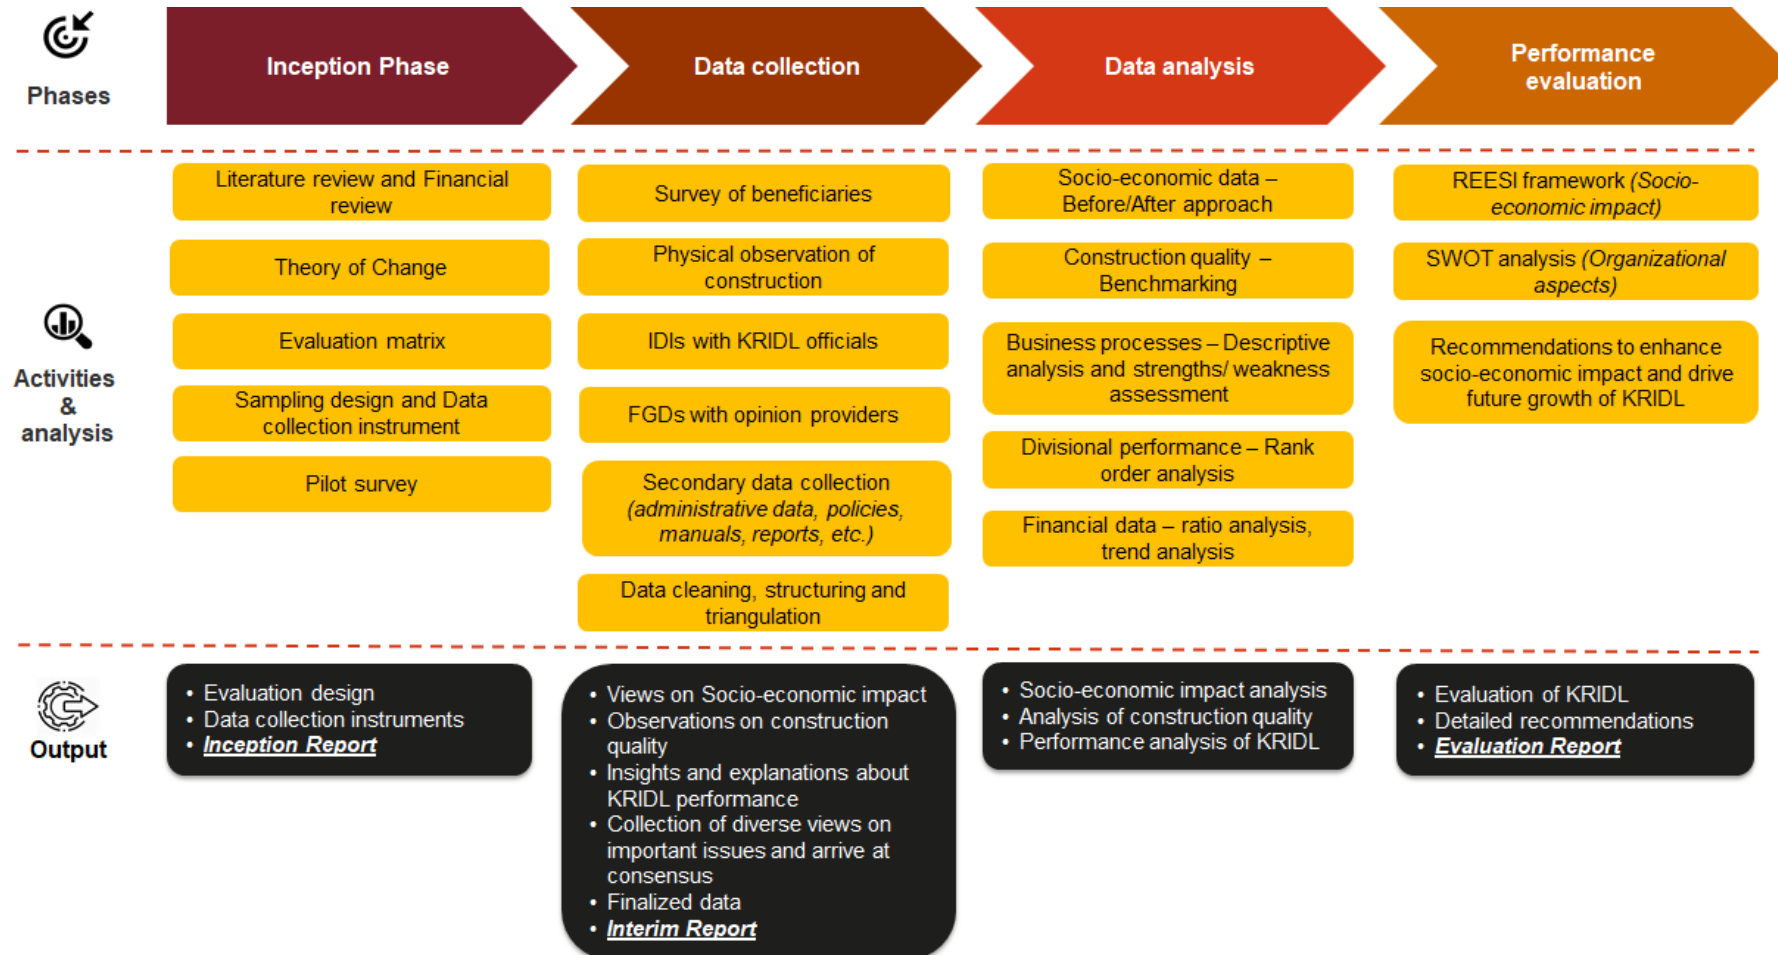 Phases
Inception Phase
Data collection
Data analysis
Performance
evaluation
Activities
&
analysis
Literature review and Financial
review
Theory of Change
Evaluation matrix
Sampling design and Data
collection instrument
Pilot survey
Survey of beneficiaries
Physical observation of
construction
IDIs with KRIDL officials
FGDs with opinion providers
Secondary data collection
(administrative data, policies,
manuals, reports, etc.)
Data cleaning, structuring and
triangulation
Socio-economic data –
Before/After approach
Construction quality –
Benchmarking
Business processes – Descriptive
analysis and strengths/ weakness
assessment
Divisional performance – Rank
order analysis
Financial data – ratio analysis,
trend analysis
REESI framework (Socio-
economic impact)
SWOT analysis (Organizational
aspects)
Recommendations to enhance
socio-economic impact and drive
future growth of KRIDL
Output
• Evaluation design
• Data collection instruments
• Inception Report
• Views on Socio-economic impact
• Observations on construction
quality
• Insights and explanations about
KRIDL performance
• Collection of diverse views on
important issues and arrive at
consensus
• Finalized data
• Interim Report
• Socio-economic impact analysis
• Analysis of construction quality
• Performance analysis of KRIDL
• Evaluation of KRIDL
• Detailed recommendations
• Evaluation Report